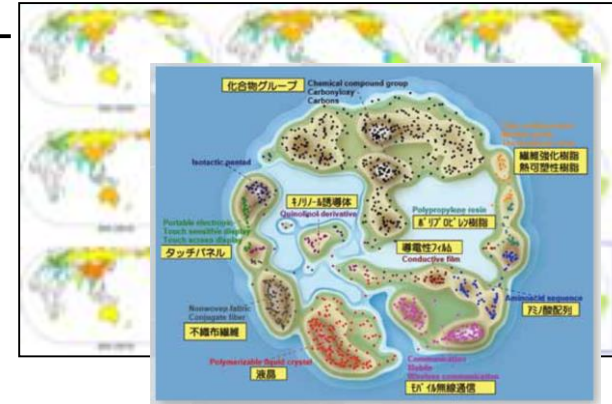 化合物グループ
Chemical compound group
Carbonyloxy -
Carbons
繊維強化樹脂
熱可塑性樹脂
Isotactic pentad
キノリノール誘導体
Quinolinol derivative
Polypropylene resin
ポリプロピレン樹脂
Touch sensitive display
Touch screen display
タッチパネル
導電性フィルム
Conductive film
Aminoacid sequence
アミノ酸配列
Nonwoven fabric
Conjugate fiber
不織布繊維
Polymerizable liquid crystal
液晶
Communication
Mobile
Wireless communication
モバイル無線通信